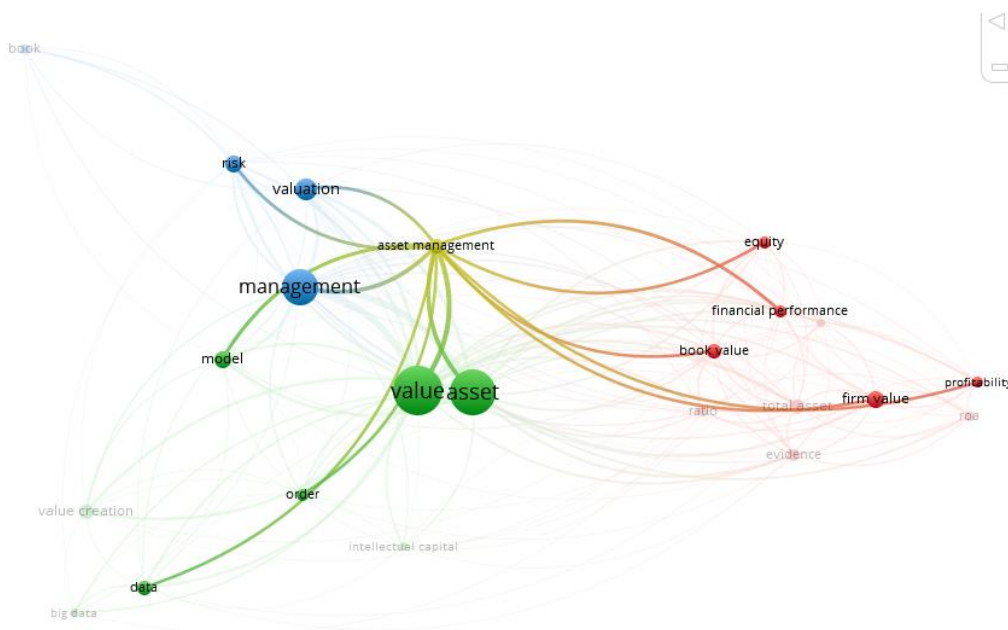 book
risk
valuation
asset management
equity
management
financial performance
book value
model
profitability
value
asset
firm value
total asset
ratio
roa
evidence
order
value creation
intellectual capital
data
big data